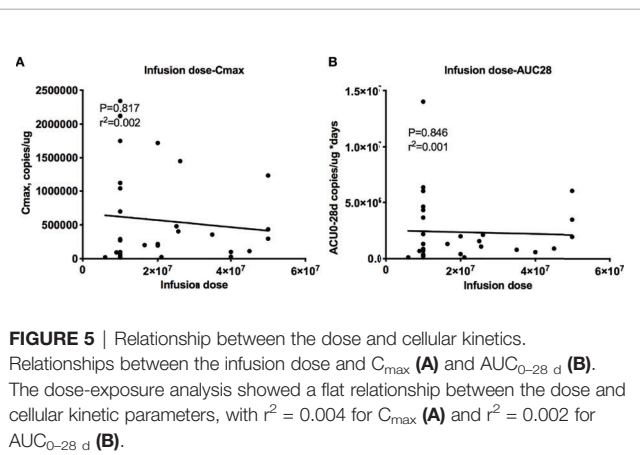 A
Infusion dose-Cmax
2500000
2000000
1500000
1000000
500000
0
Cmax, copies/ug
P=0.817
r²=0.002
0
2×10⁷
4×10⁷
6×10⁷
Infusion dose
B
Infusion dose-AUC28
1.5×10⁷
1.0×10⁷
5.0×10⁶
0.0
ACU0-28d copies/ug *days
P=0.846
r²=0.001
0
2×10⁷
4×10⁷
6×10⁷
Infusion dose
FIGURE 5 | Relationship between the dose and cellular kinetics.
Relationships between the infusion dose and Cmax (A) and AUC0–28 d (B).
The dose-exposure analysis showed a flat relationship between the dose and
cellular kinetic parameters, with r² = 0.004 for Cmax (A) and r² = 0.002 for
AUC0–28 d (B).